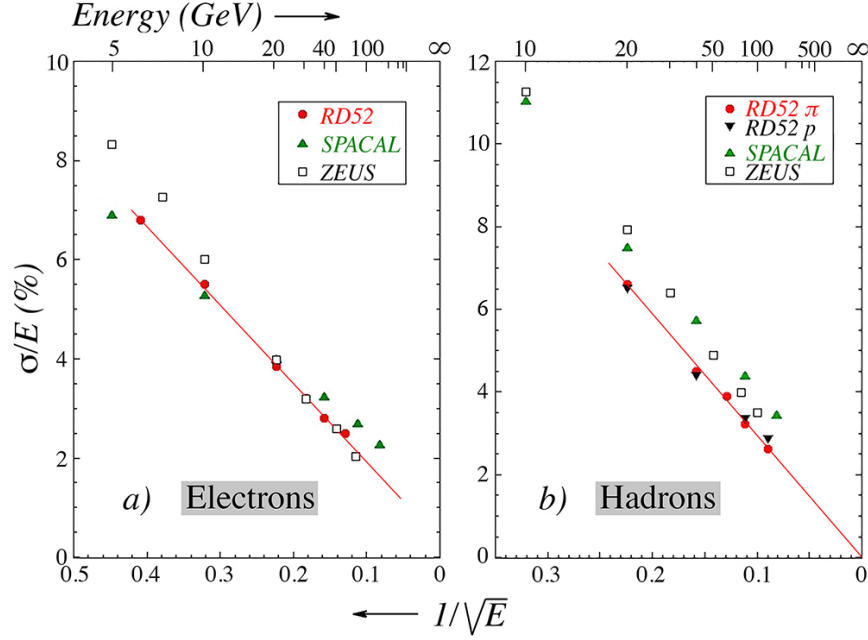 Energy (GeV)
5 10 20 40 100 ∞
10 20 50 100 500 ∞
10
8
6
4
2
0
RD52
SPACAL
ZEUS
a) Electrons
0.5 0.4 0.3 0.2 0.1 0
σ/E (%)
12
10
8
6
4
2
0
RD52 π
RD52 p
SPACAL
ZEUS
b) Hadrons
0.3 0.2 0.1 0
1/√E